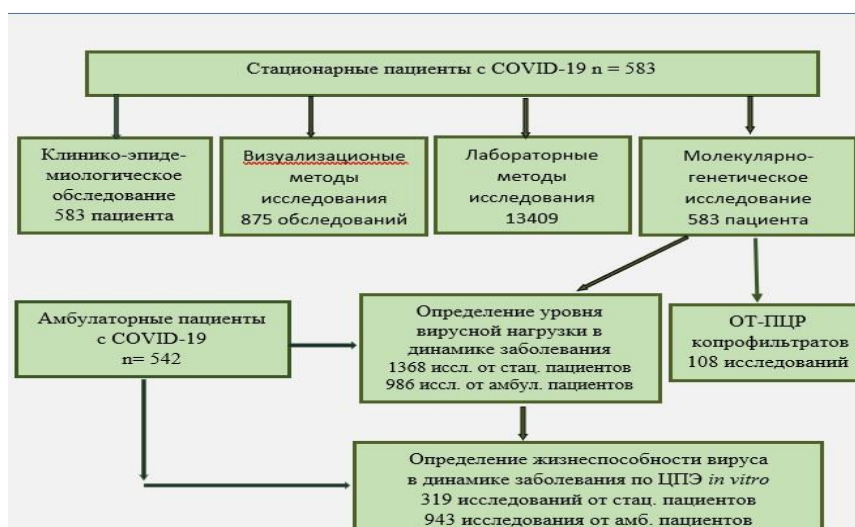 Стационарные пациенты с COVID-19 n = 583
Клинико-эпиде-
миологическое
обследование
583 пациента
Визуализационые
методы
исследования
875 обследований
Лабораторные
методы
исследования
13409
Молекулярно-
генетическое
исследование
583 пациента
Амбулаторные пациенты
с COVID-19
n= 542
Определение уровня
вирусной нагрузки в
динамике заболевания
1368 иссл. от стац. пациентов
986 иссл. от амбул. пациентов
ОТ-ПЦР
копрофильтратов
108 исследований
Определение жизнеспособности вируса
в динамике заболевания по ЦПЭ in vitro
319 исследований от стац. пациентов
943 исследования от амб. пациентов